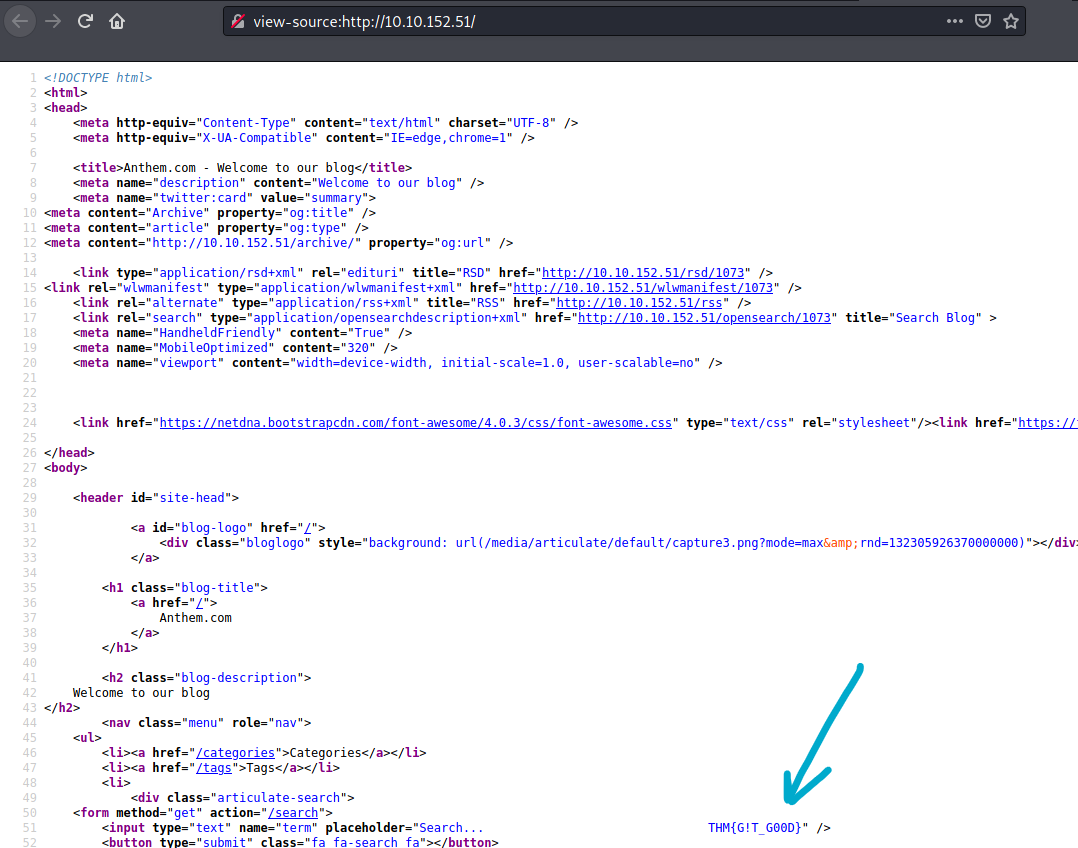 view-source:http://10.10.152.51/
1 <!DOCTYPE html>
2 <html>
3 <head>
4 <meta http-equiv="Content-Type" content="text/html" charset="UTF-8" />
5 <meta http-equiv="X-UA-Compatible" content="IE=edge,chrome=1" />
6
7 <title>Anthem.com - Welcome to our blog</title>
8 <meta name="description" content="Welcome to our blog" />
9 <meta name="twitter:card" value="summary">
10 <meta content="Archive" property="og:title" />
11 <meta content="article" property="og:type" />
12 <meta content="http://10.10.152.51/archive/" property="og:url" />
13
14 <link type="application/rsd+xml" rel="edituri" title="RSD" href="http://10.10.152.51/rsd/1073" />
15 <link rel="wlwmanifest" type="application/wlwmanifest+xml" href="http://10.10.152.51/wlwmanifest/1073" />
16 <link rel="alternate" type="application/rss+xml" title="RSS" href="http://10.10.152.51/rss" />
17 <link rel="search" type="application/opensearchdescription+xml" href="http://10.10.152.51/opensearch/1073" title="Search Blog" >
18 <meta name="HandheldFriendly" content="True" />
19 <meta name="MobileOptimized" content="320" />
20 <meta name="viewport" content="width=device-width, initial-scale=1.0, user-scalable=no" />
21
22
23
24 <link href="https://netdna.bootstrapcdn.com/font-awesome/4.0.3/css/font-awesome.css" type="text/css" rel="stylesheet"/><link href="https://
25
26 </head>
27 <body>
28
29 <header id="site-head">
30
31 <a id="blog-logo" href="/">
32 <div class="bloglogo" style="background: url(/media/articulate/default/capture3.png?mode=max&amp;rnd=132305926370000000)"></div>
33 </a>
34
35 <h1 class="blog-title">
36 <a href="/">
37 Anthem.com
38 </a>
39 </h1>
40
41 <h2 class="blog-description">
42 Welcome to our blog
43 </h2>
44 <nav class="menu" role="nav">
45 <ul>
46 <li><a href="/categories">Categories</a></li>
47 <li><a href="/tags">Tags</a></li>
48 <li>
49 <div class="articulate-search">
50 <form method="get" action="/search">
51 <input type="text" name="term" placeholder="Search... THM{G!T_G00D}" />
52 <button type="submit" class="fa fa-search fa"></button>